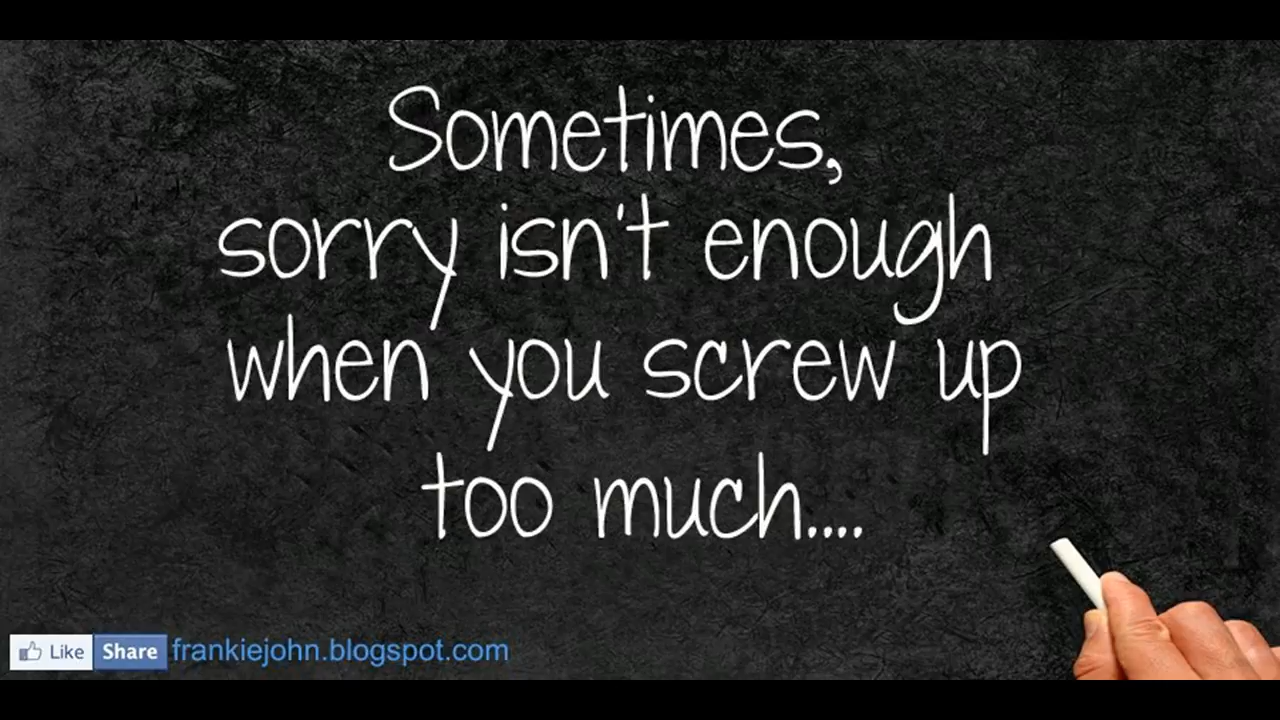 Sometimes,
sorry isn't enough
when you screw up
too much....
Like Share frankiejohn.blogspot.com